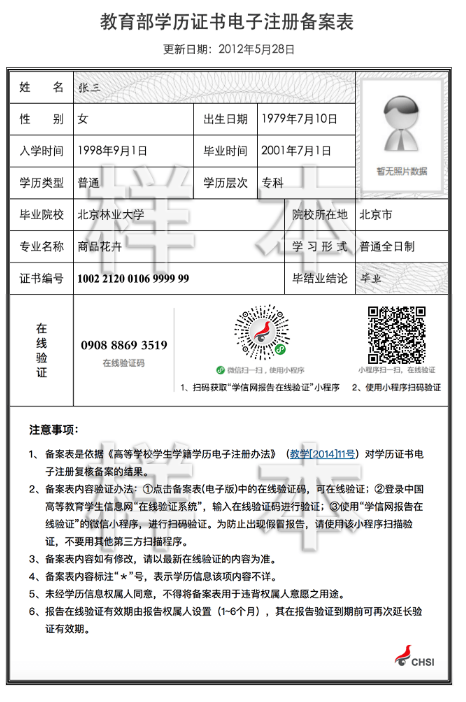 教育部学历证书电子注册备案表
更新日期：2012年5月28日
姓 名 张三
性 别 女 出生日期 1979年7月10日
入学时间 1998年9月1日 毕业时间 2001年7月1日
暂无照片数据
学历类型 普通 学历层次 专科
毕业院校 北京林业大学 院校所在地 北京市
专业名称 商品花卉 学习形式 普通全日制
证书编号 1002 2120 0106 9999 99 毕结业结论 毕业
样本
在线验证
0908 8869 3519
在线验证码
微信扫一扫，使用小程序
小程序扫一扫，在线验证
1、扫码获取“学信网报告在线验证”小程序 2、使用小程序扫码验证
注意事项：
1、备案表是依据《高等学校学生学籍学历电子注册办法》（教学[2014]11号）对学历证书电
子注册复核备案的结果。
2、备案表内容验证办法：①点击备案表(电子版)中的在线验证码，可在线验证；②登录中国
高等教育学生信息网“在线验证系统”，输入在线验证码进行验证；③使用“学信网报告在
线验证”的微信小程序，进行扫码验证。为防止出现假冒报告，请使用该小程序扫描验
证，不要用其他第三方扫描程序。
3、备案表内容如有修改，请以最新在线验证的内容为准。
4、备案表内容标注“＊”号，表示学历信息该项内容不详。
5、未经学历信息权属人同意，不得将备案表用于违背权属人意愿之用途。
6、报告在线验证有效期由报告权属人设置（1~6个月），其在报告验证到期前可再次延长验
证有效期。
样本
CHSI